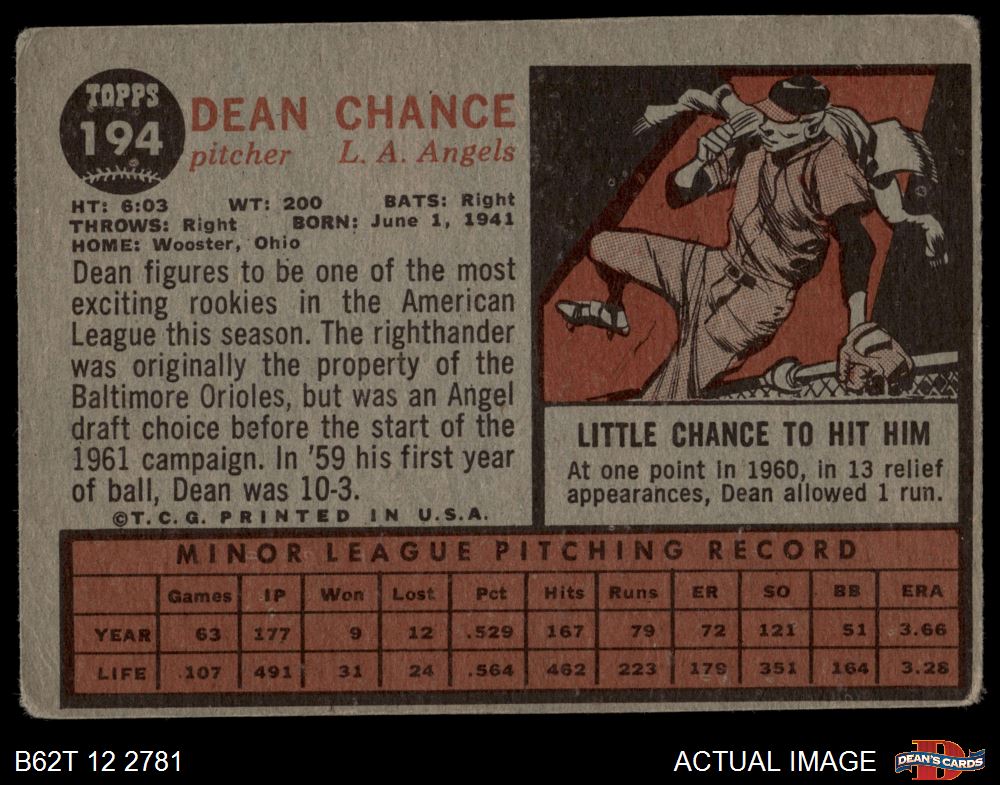 TOPPS
194
DEAN CHANCE
pitcher L. A. Angels
HT: 6:03 WT: 200 BATS: Right
THROWS: Right BORN: June 1, 1941
HOME: Wooster, Ohio
Dean figures to be one of the most
exciting rookies in the American
League this season. The righthander
was originally the property of the
Baltimore Orioles, but was an Angel
draft choice before the start of the
1961 campaign. In '59 his first year
of ball, Dean was 10-3.
©T.C.G. PRINTED IN U.S.A.
LITTLE CHANCE TO HIT HIM
At one point in 1960, in 13 relief
appearances, Dean allowed 1 run.
MINOR LEAGUE PITCHING RECORD
Games IP Won Lost Pct Hits Runs ER SO BB ERA
YEAR 63 177 9 12 .529 167 79 72 121 51 3.66
LIFE 107 491 31 24 .564 462 223 179 351 164 3.28
B62T 12 2781
ACTUAL IMAGE
D
DEAN'S CARDS